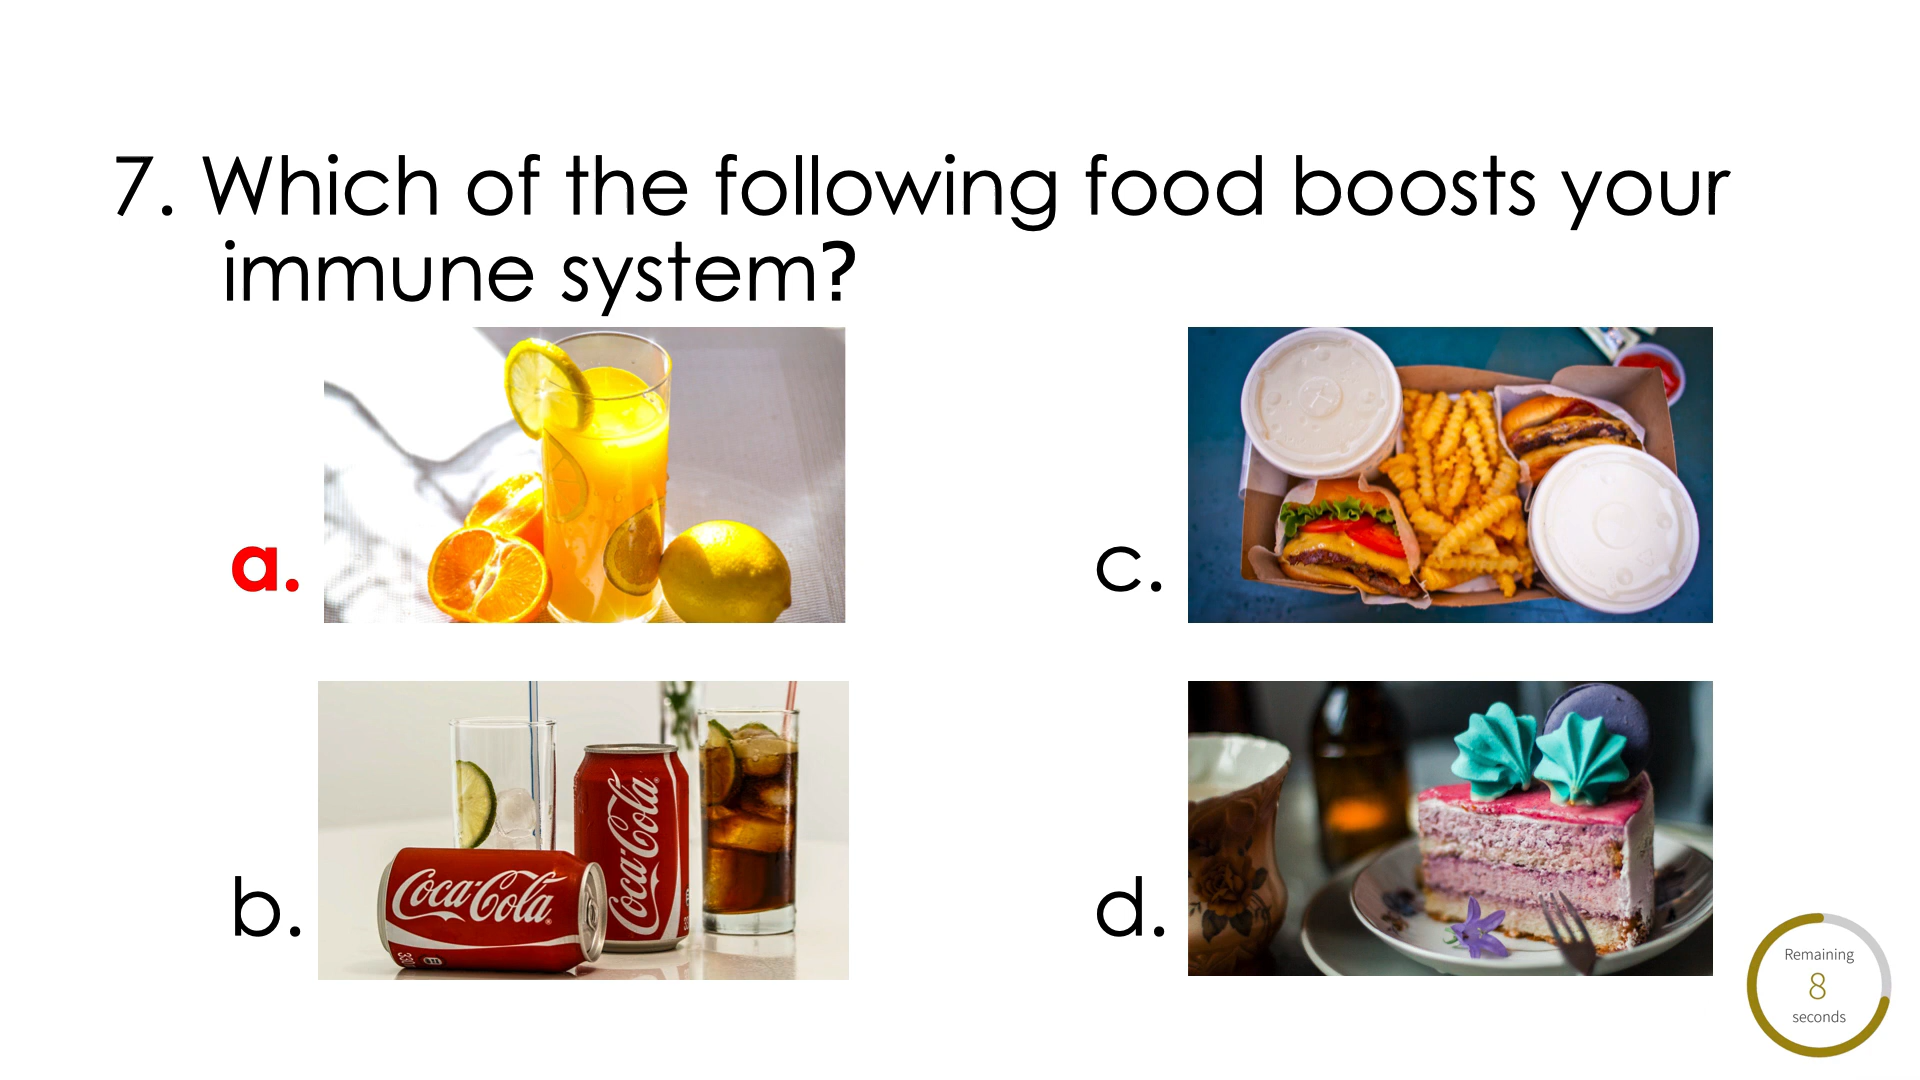 7. Which of the following food boosts your
immune system?
a.
c.
Coca-Cola
Coca-Cola
b.
d.
Remaining
8
seconds